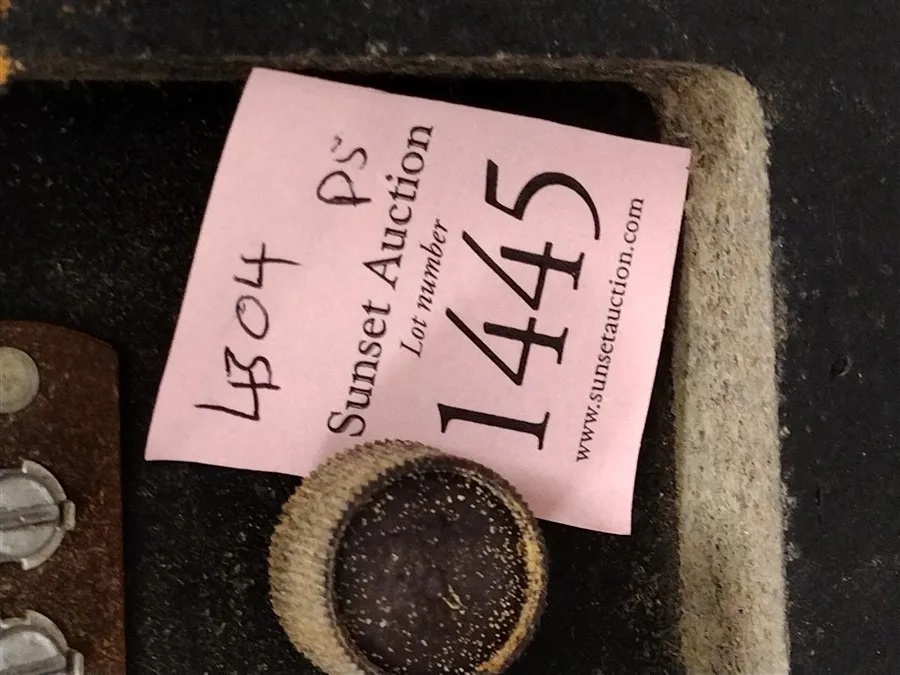 4304 PS
Sunset Auction
Lot number
1445
www.sunsetauction.com